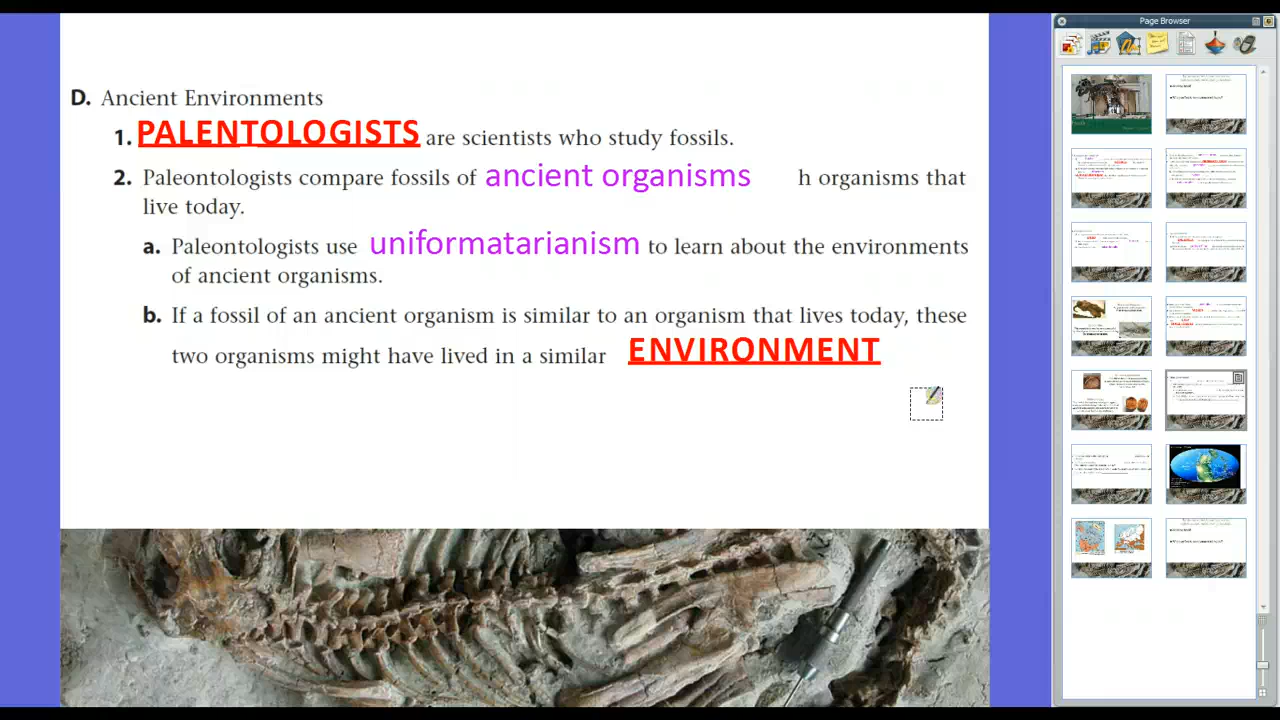 Page Browser
D. Ancient Environments
1. PALENTOLOGISTS are scientists who study fossils.
2. Paleontologists compare ancient organisms h organisms that
live today.
a. Paleontologists use uniformatarianism to learn about the environments
of ancient organisms.
b. If a fossil of an ancient organism is similar to an organism that lives today, these
two organisms might have lived in a similar ENVIRONMENT